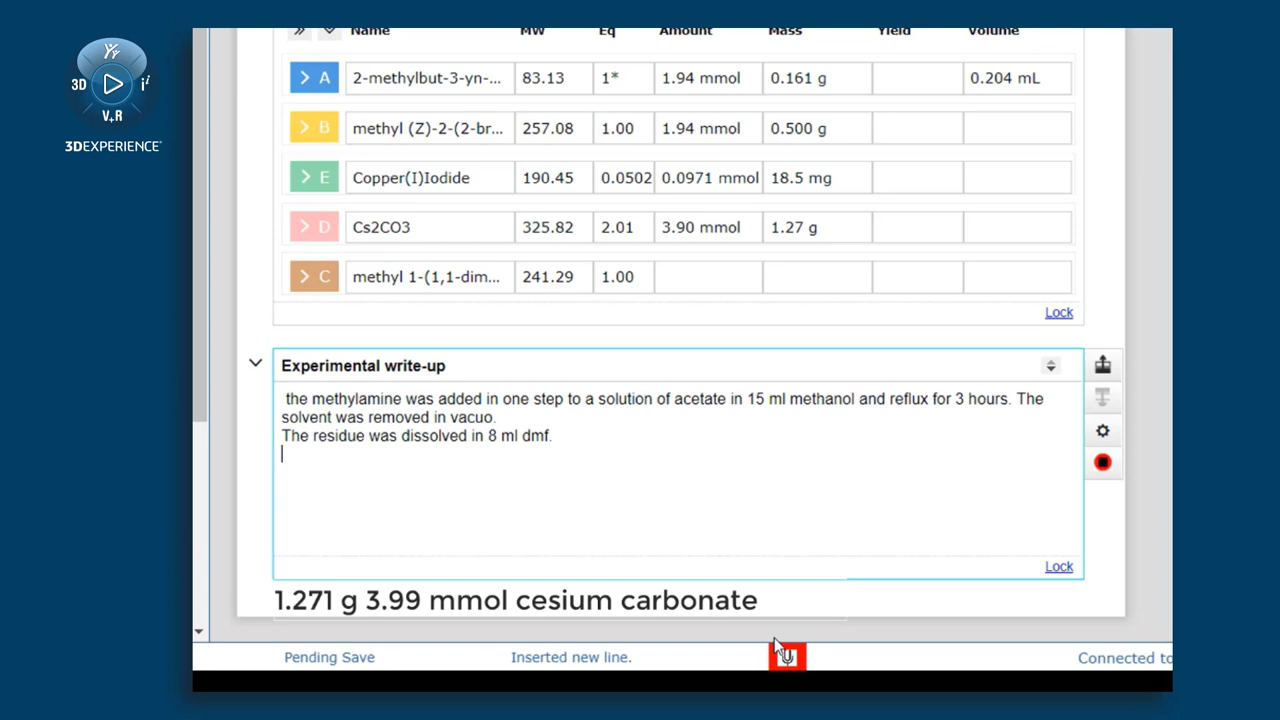 3D
V+R
3DEXPERIENCE
Name MW Eq Amount Mass Yield Volume
A 2-methylbut-3-yn-... 83.13 1* 1.94 mmol 0.161 g 0.204 mL
B methyl (Z)-2-(2-br... 257.08 1.00 1.94 mmol 0.500 g
E Copper(I)Iodide 190.45 0.0502 0.0971 mmol 18.5 mg
D Cs2CO3 325.82 2.01 3.90 mmol 1.27 g
C methyl 1-(1,1-dim... 241.29 1.00
Lock
Experimental write-up
the methylamine was added in one step to a solution of acetate in 15 ml methanol and reflux for 3 hours. The
solvent was removed in vacuo.
The residue was dissolved in 8 ml dmf.
Lock
1.271 g 3.99 mmol cesium carbonate
Pending Save Inserted new line. Connected to